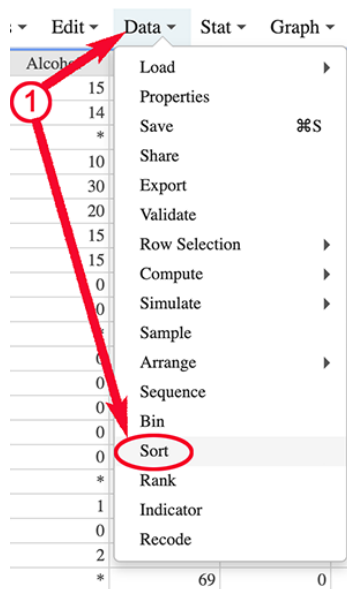 s Edit Data Stat Graph
Alcoho
1
15 Load
14 Properties
* Save ⌘S
10 Share
30 Export
20 Validate
15 Row Selection
15 Compute
0 Simulate
0 Sample
* Arrange
0 Sequence
0 Bin
0 Sort
0 Rank
0 Indicator
* Recode
1
0
2
* 69 0